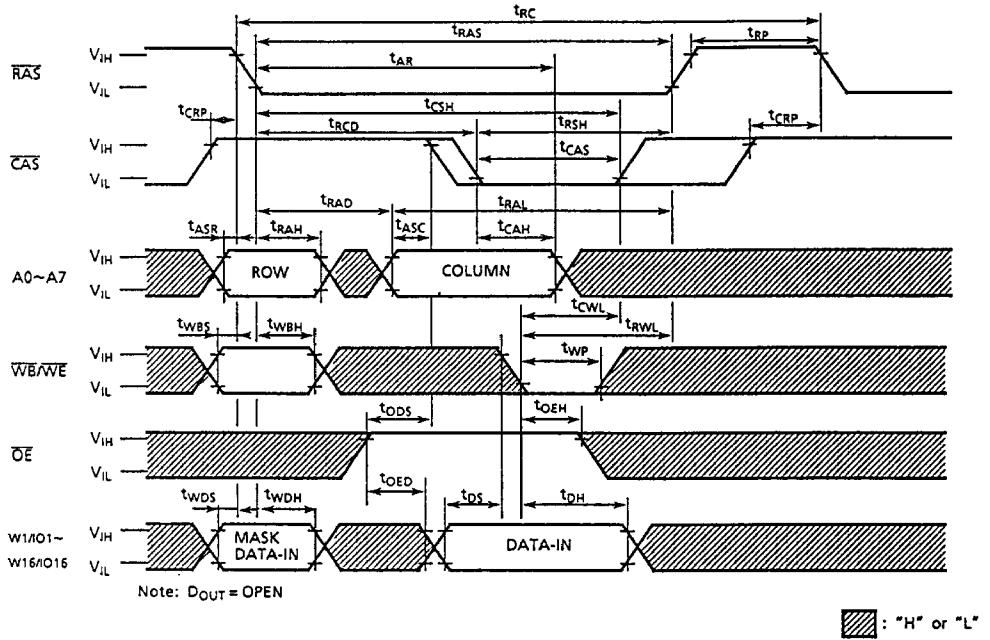 tRC
tRAS
tRP
tAR
RAS
VIH
VIL
tCRP
tCSH
tRCD
tRSH
tCAS
tCRP
CAS
VIH
VIL
tRAD
tRAL
tASR
tRAH
tASC
tCAH
A0~A7
VIH
VIL
ROW
COLUMN
tCWL
tRWL
tWP
tWBS
tWBH
WB/WE
VIH
VIL
tODS
tOEH
OE
VIH
VIL
tOED
tWDS
tWDH
tDS
tDH
W1/IO1~
W16/IO16
VIH
VIL
MASK
DATA-IN
DATA-IN
Note: DOUT = OPEN
: "H" or "L"